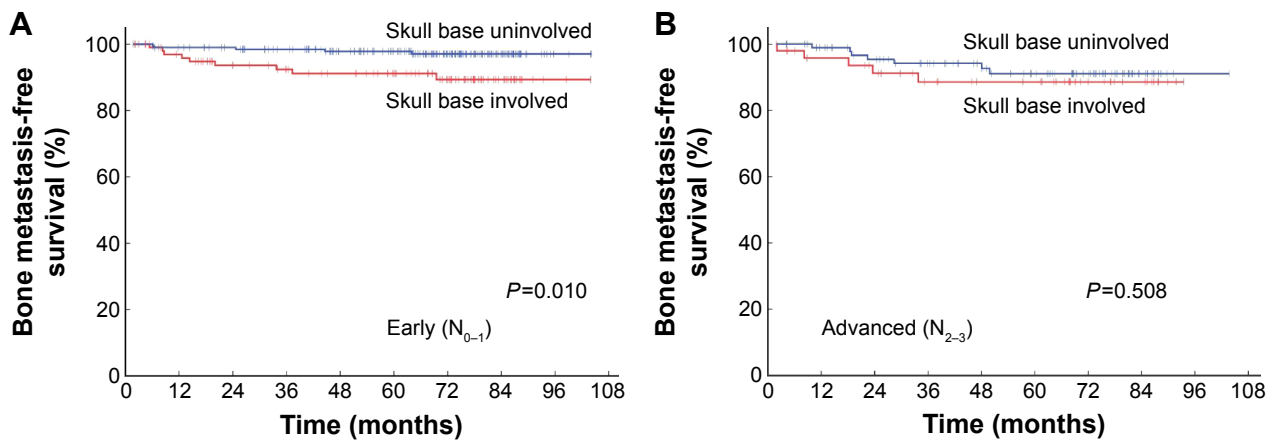 A
Bone metastasis-free
survival (%)
100
80
60
40
20
0
Skull base uninvolved
Skull base involved
P=0.010
Early (N0–1)
0 12 24 36 48 60 72 84 96 108
Time (months)
B
Bone metastasis-free
survival (%)
100
80
60
40
20
0
Skull base uninvolved
Skull base involved
P=0.508
Advanced (N2–3)
0 12 24 36 48 60 72 84 96 108
Time (months)